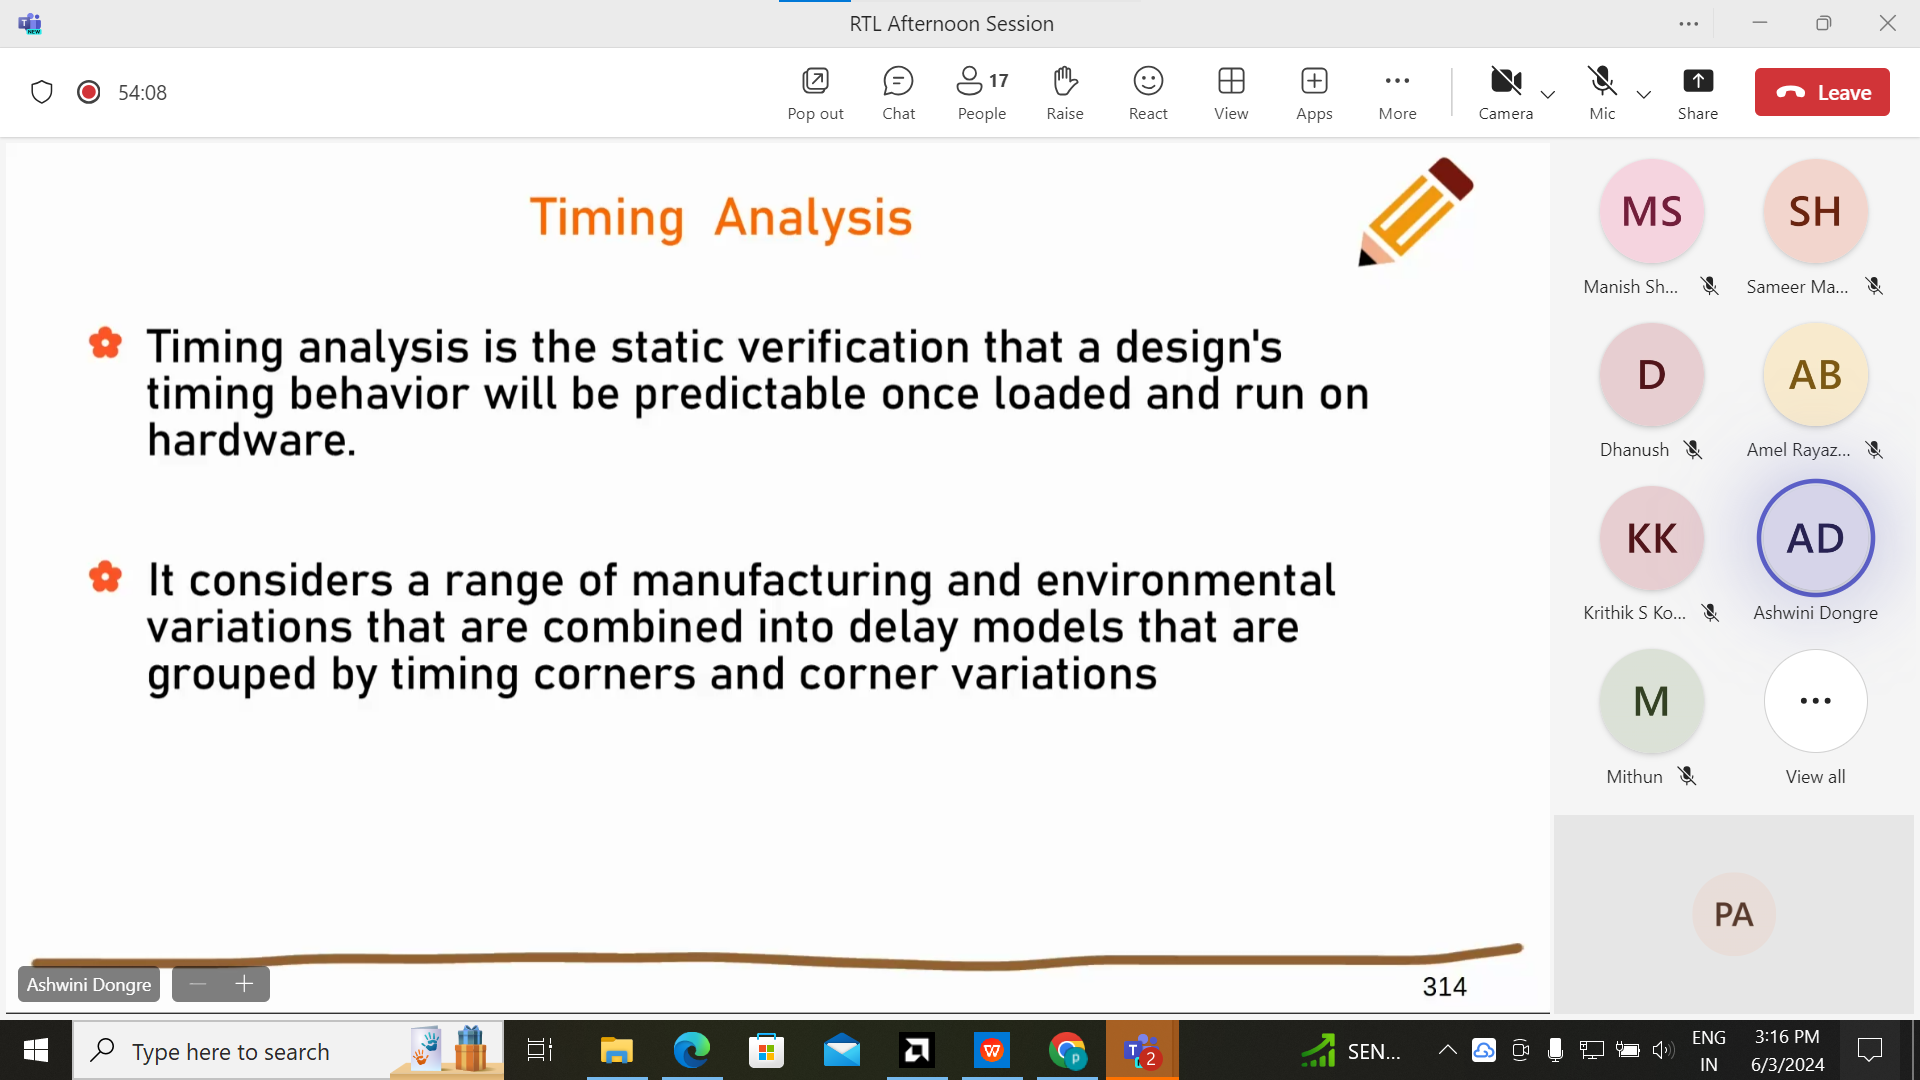 RTL Afternoon Session
54:08
Pop out
Chat
17
People
Raise
React
View
Apps
More
Camera
Mic
Share
Leave
Timing Analysis
Timing analysis is the static verification that a design's
timing behavior will be predictable once loaded and run on
hardware.
It considers a range of manufacturing and environmental
variations that are combined into delay models that are
grouped by timing corners and corner variations
314
Ashwini Dongre
MS
SH
Manish Sh...
Sameer Ma...
D
AB
Dhanush
Amel Rayaz...
KK
AD
Krithik S Ko...
Ashwini Dongre
M
Mithun
View all
PA
Type here to search
NEW
W
p
2
SEN...
ENG
IN
3:16 PM
6/3/2024